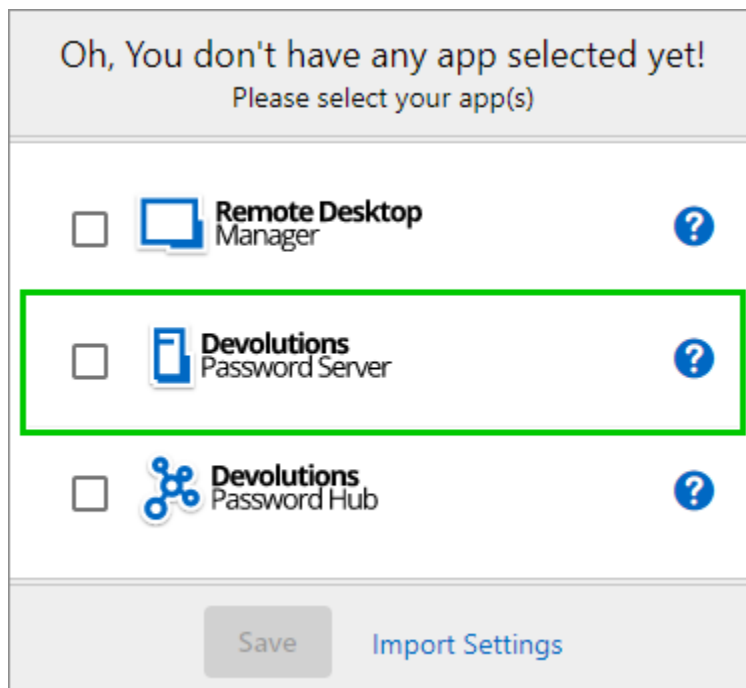 Oh, You don't have any app selected yet!
Please select your app(s)
Remote Desktop
Manager
?
Devolutions
Password Server
?
Devolutions
Password Hub
?
Save
Import Settings